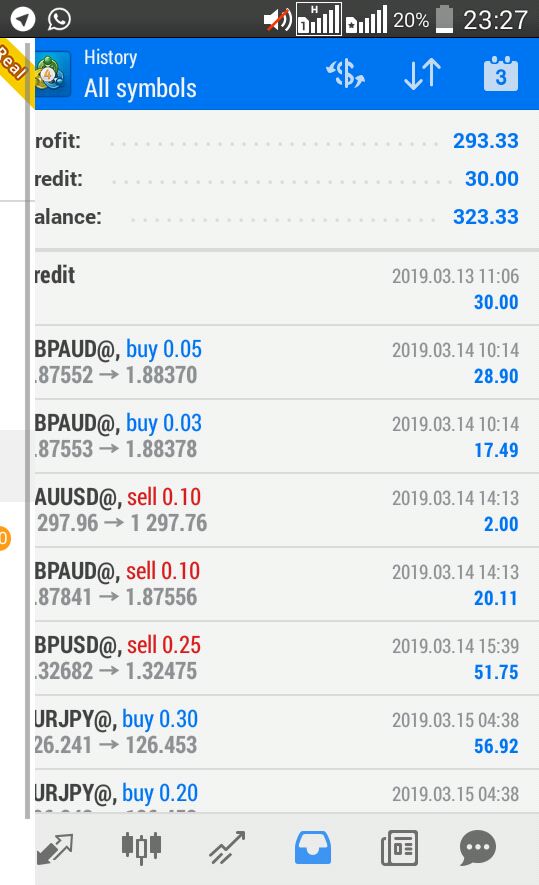 H
1
20%
23:27
Real
4
History
All symbols
3
rofit:
293.33
redit:
30.00
alance:
323.33
redit
2019.03.13 11:06
30.00
BPAUD@, buy 0.05
2019.03.14 10:14
.87552 → 1.88370
28.90
BPAUD@, buy 0.03
2019.03.14 10:14
.87553 → 1.88378
17.49
AUUSD@, sell 0.10
2019.03.14 14:13
297.96 → 1 297.76
2.00
BPAUD@, sell 0.10
2019.03.14 14:13
.87841 → 1.87556
20.11
BPUSD@, sell 0.25
2019.03.14 15:39
.32682 → 1.32475
51.75
URJPY@, buy 0.30
2019.03.15 04:38
26.241 → 126.453
56.92
URJPY@, buy 0.20
2019.03.15 04:38
0